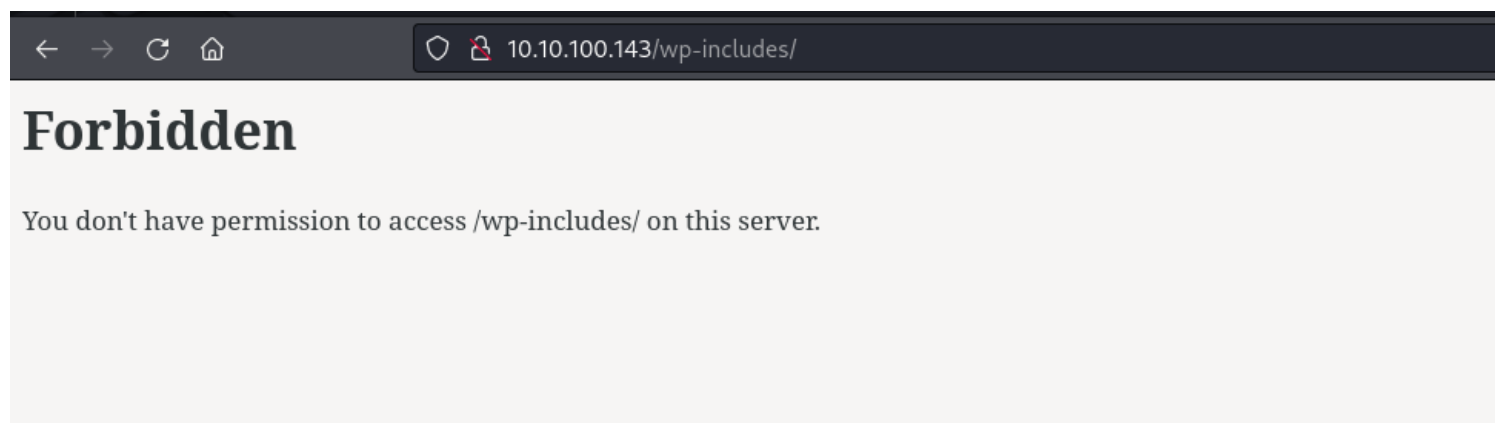 10.10.100.143/wp-includes/
Forbidden
You don't have permission to access /wp-includes/ on this server.